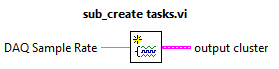 sub_create tasks.vi
DAQ Sample Rate
output cluster